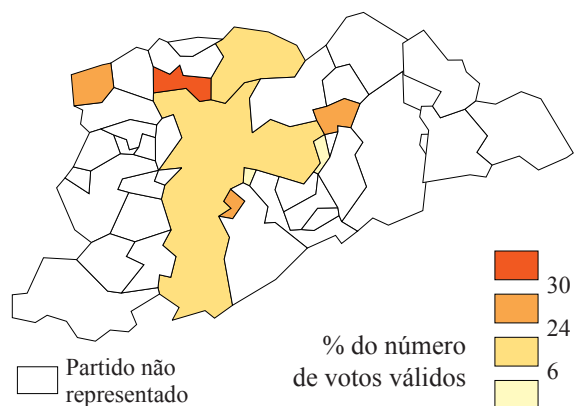 30
24
6
% do número
de votos válidos
Partido não
representado